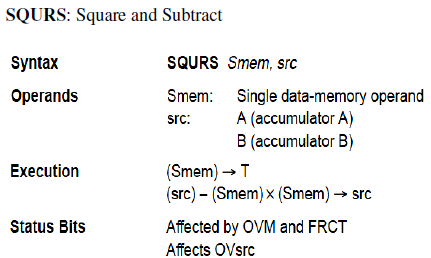 SQURS: Square and Subtract
Syntax SQURS Smem, src
Operands Smem: Single data-memory operand
src: A (accumulator A)
B (accumulator B)
Execution (Smem) → T
(src) – (Smem) × (Smem) → src
Status Bits Affected by OVM and FRCT
Affects OVsrc